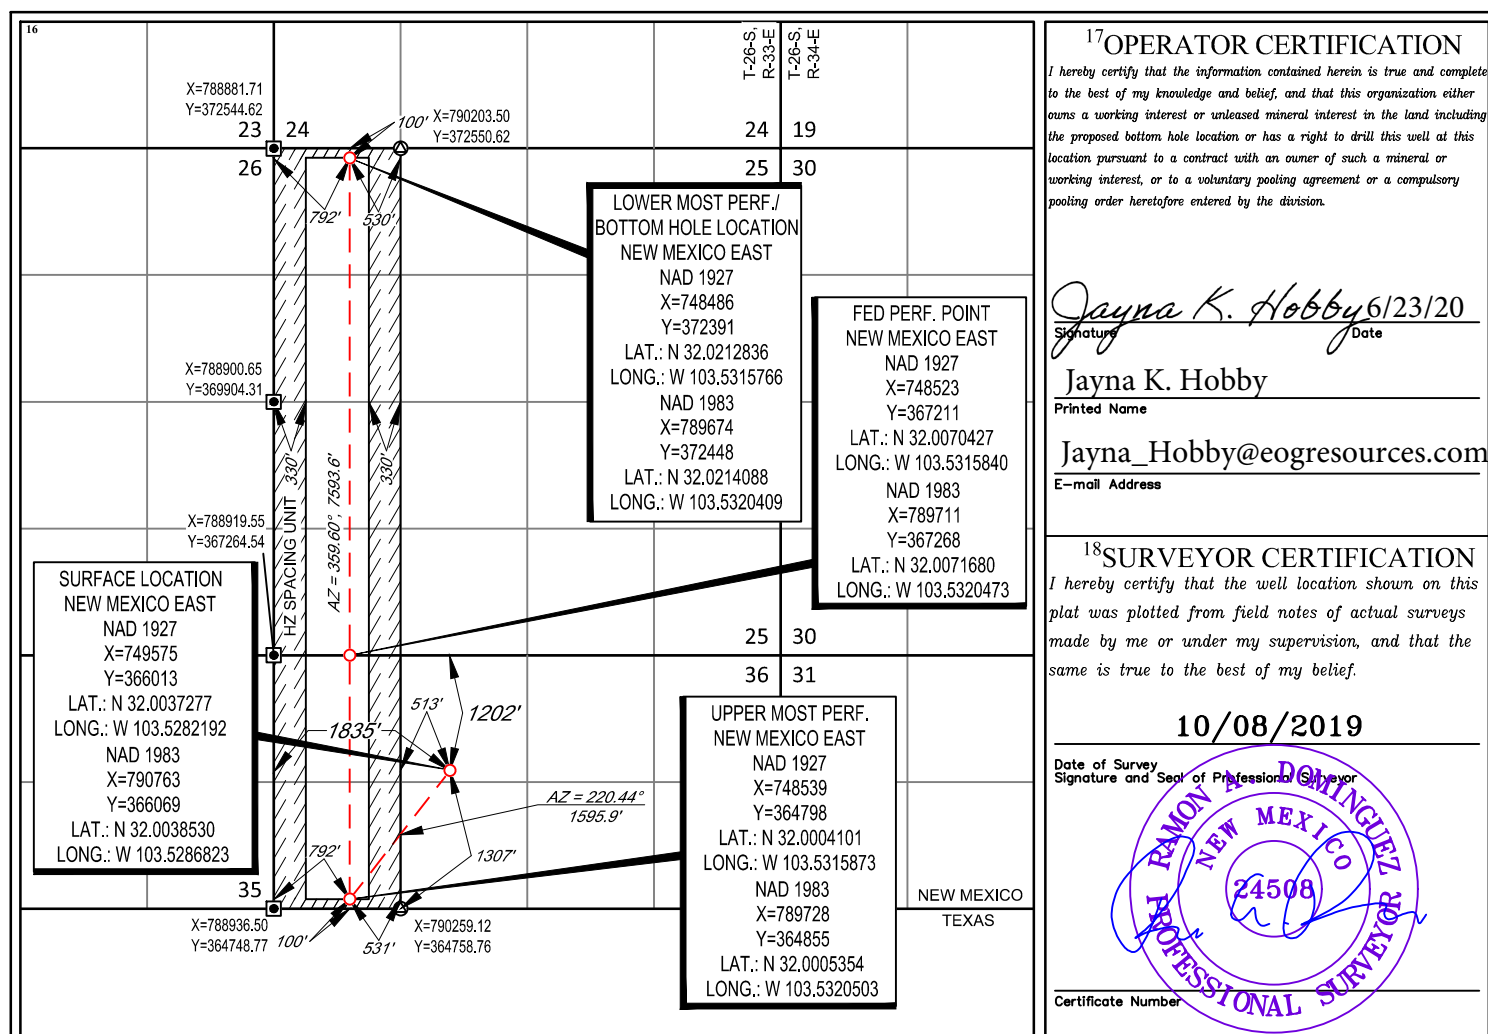 16
T-26-S, R-33-E
T-26-S, R-34-E
X=788881.71
Y=372544.62
23 24
26
100'
X=790203.50
Y=372550.62
24 19
25 30
792'
530'
LOWER MOST PERF./
BOTTOM HOLE LOCATION
NEW MEXICO EAST
NAD 1927
X=748486
Y=372391
LAT.: N 32.0212836
LONG.: W 103.5315766
NAD 1983
X=789674
Y=372448
LAT.: N 32.0214088
LONG.: W 103.5320409
FED PERF. POINT
NEW MEXICO EAST
NAD 1927
X=748523
Y=367211
LAT.: N 32.0070427
LONG.: W 103.5315840
NAD 1983
X=789711
Y=367268
LAT.: N 32.0071680
LONG.: W 103.5320473
X=788900.65
Y=369904.31
330'
330'
AZ = 359.60°, 7593.6'
HZ SPACING UNIT
X=788919.55
Y=367264.54
SURFACE LOCATION
NEW MEXICO EAST
NAD 1927
X=749575
Y=366013
LAT.: N 32.0037277
LONG.: W 103.5282192
NAD 1983
X=790763
Y=366069
LAT.: N 32.0038530
LONG.: W 103.5286823
25 30
36 31
513'
1202'
1835'
AZ = 220.44°
1595.9'
1307'
792'
UPPER MOST PERF.
NEW MEXICO EAST
NAD 1927
X=748539
Y=364798
LAT.: N 32.0004101
LONG.: W 103.5315873
NAD 1983
X=789728
Y=364855
LAT.: N 32.0005354
LONG.: W 103.5320503
35
NEW MEXICO
TEXAS
X=788936.50
Y=364748.77
100'
531'
X=790259.12
Y=364758.76
17 OPERATOR CERTIFICATION
I hereby certify that the information contained herein is true and complete
to the best of my knowledge and belief, and that this organization either
owns a working interest or unleased mineral interest in the land including
the proposed bottom hole location or has a right to drill this well at this
location pursuant to a contract with an owner of such a mineral or
working interest, or to a voluntary pooling agreement or a compulsory
pooling order heretofore entered by the division.
Jayna K. Hobby 6/23/20
Signature Date
Jayna K. Hobby
Printed Name
Jayna_Hobby@eogresources.com
E-mail Address
18 SURVEYOR CERTIFICATION
I hereby certify that the well location shown on this
plat was plotted from field notes of actual surveys
made by me or under my supervision, and that the
same is true to the best of my belief.
10/08/2019
Date of Survey
Signature and Seal of Professional Surveyor
RAMON A. DOMINGUEZ
NEW MEXICO
24508
PROFESSIONAL SURVEYOR
Certificate Number